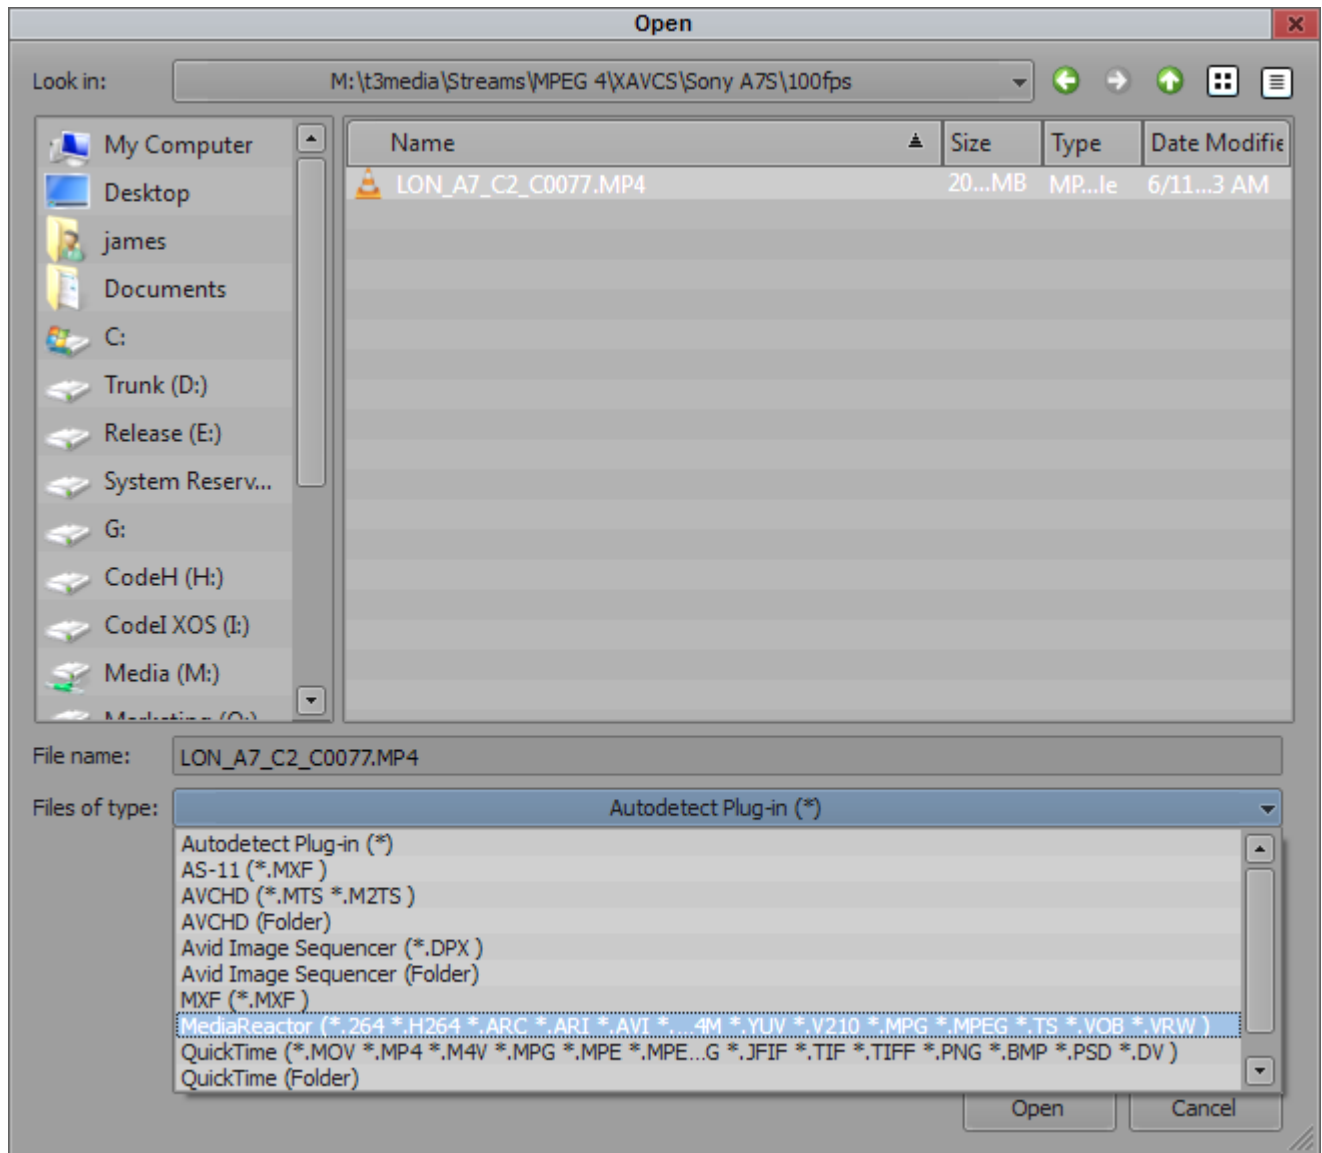 Open
Look in: M:\t3media\Streams\MPEG 4\XAVCS\Sony A7S\100fps
My Computer
Desktop
james
Documents
C:
Trunk (D:)
Release (E:)
System Reserv...
G:
CodeH (H:)
CodeI XOS (I:)
Media (M:)
Name Size Type Date Modifie
LON_A7_C2_C0077.MP4 20...MB MP...le 6/11...3 AM
File name: LON_A7_C2_C0077.MP4
Files of type: Autodetect Plug-in (*)
Autodetect Plug-in (*)
AS-11 (*.MXF )
AVCHD (*.MTS *.M2TS )
AVCHD (Folder)
Avid Image Sequencer (*.DPX )
Avid Image Sequencer (Folder)
MXF (*.MXF )
MediaReactor (*.264 *.H264 *.ARC *.ARI *.AVI *....4M *.YUV *.V210 *.MPG *.MPEG *.TS *.VOB *.VRW )
QuickTime (*.MOV *.MP4 *.M4V *.MPG *.MPE *.MPE...G *.JFIF *.TIF *.TIFF *.PNG *.BMP *.PSD *.DV )
QuickTime (Folder)
Open Cancel